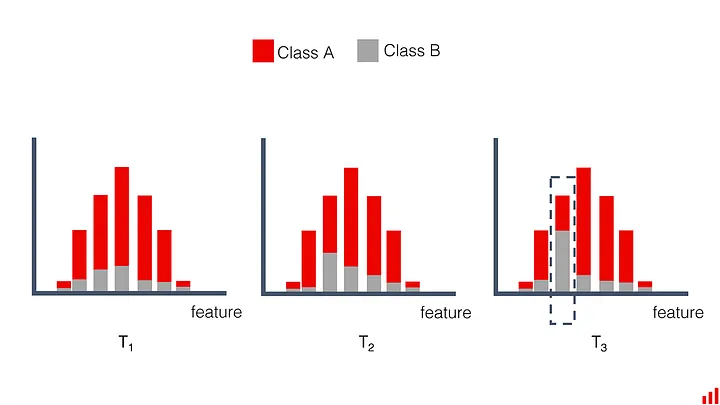 Class A
Class B
feature
feature
feature
T₁
T₂
T₃